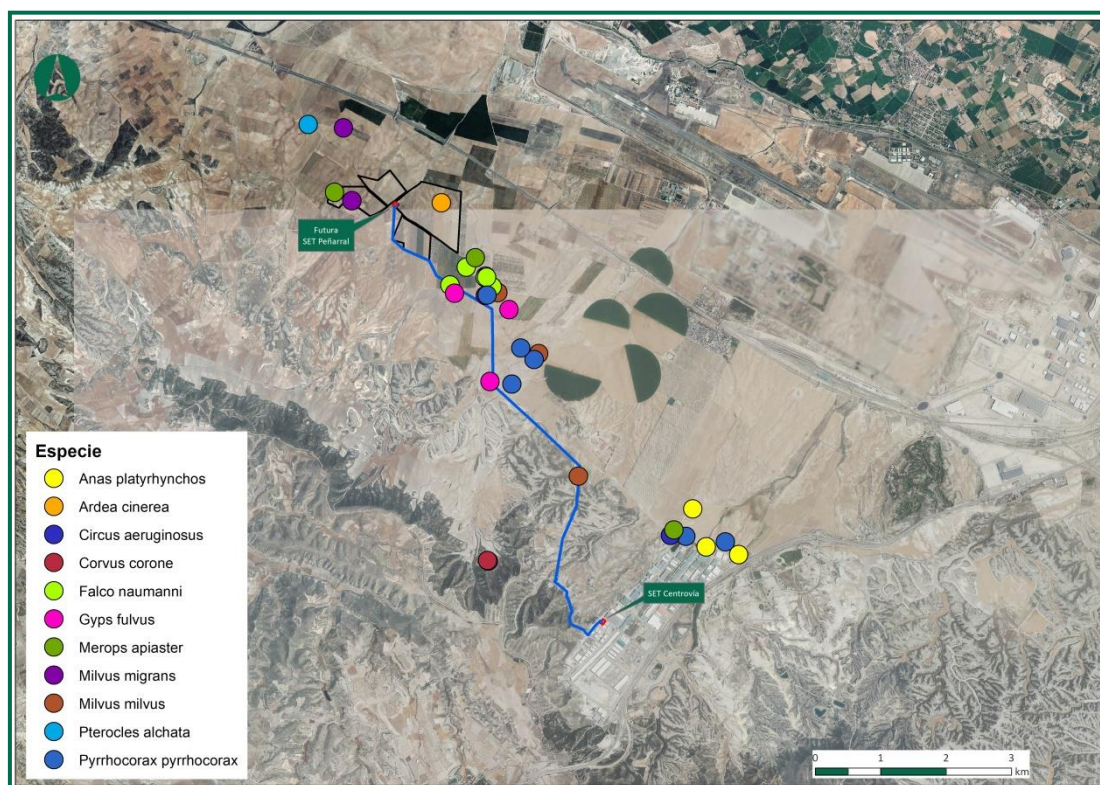 Futura
SET Peñarral
SET Centrovía
Especie
Anas platyrhynchos
Ardea cinerea
Circus aeruginosus
Corvus corone
Falco naumanni
Gyps fulvus
Merops apiaster
Milvus migrans
Milvus milvus
Pterocles alchata
Pyrrhocorax pyrrhocorax
0 1 2 3
km